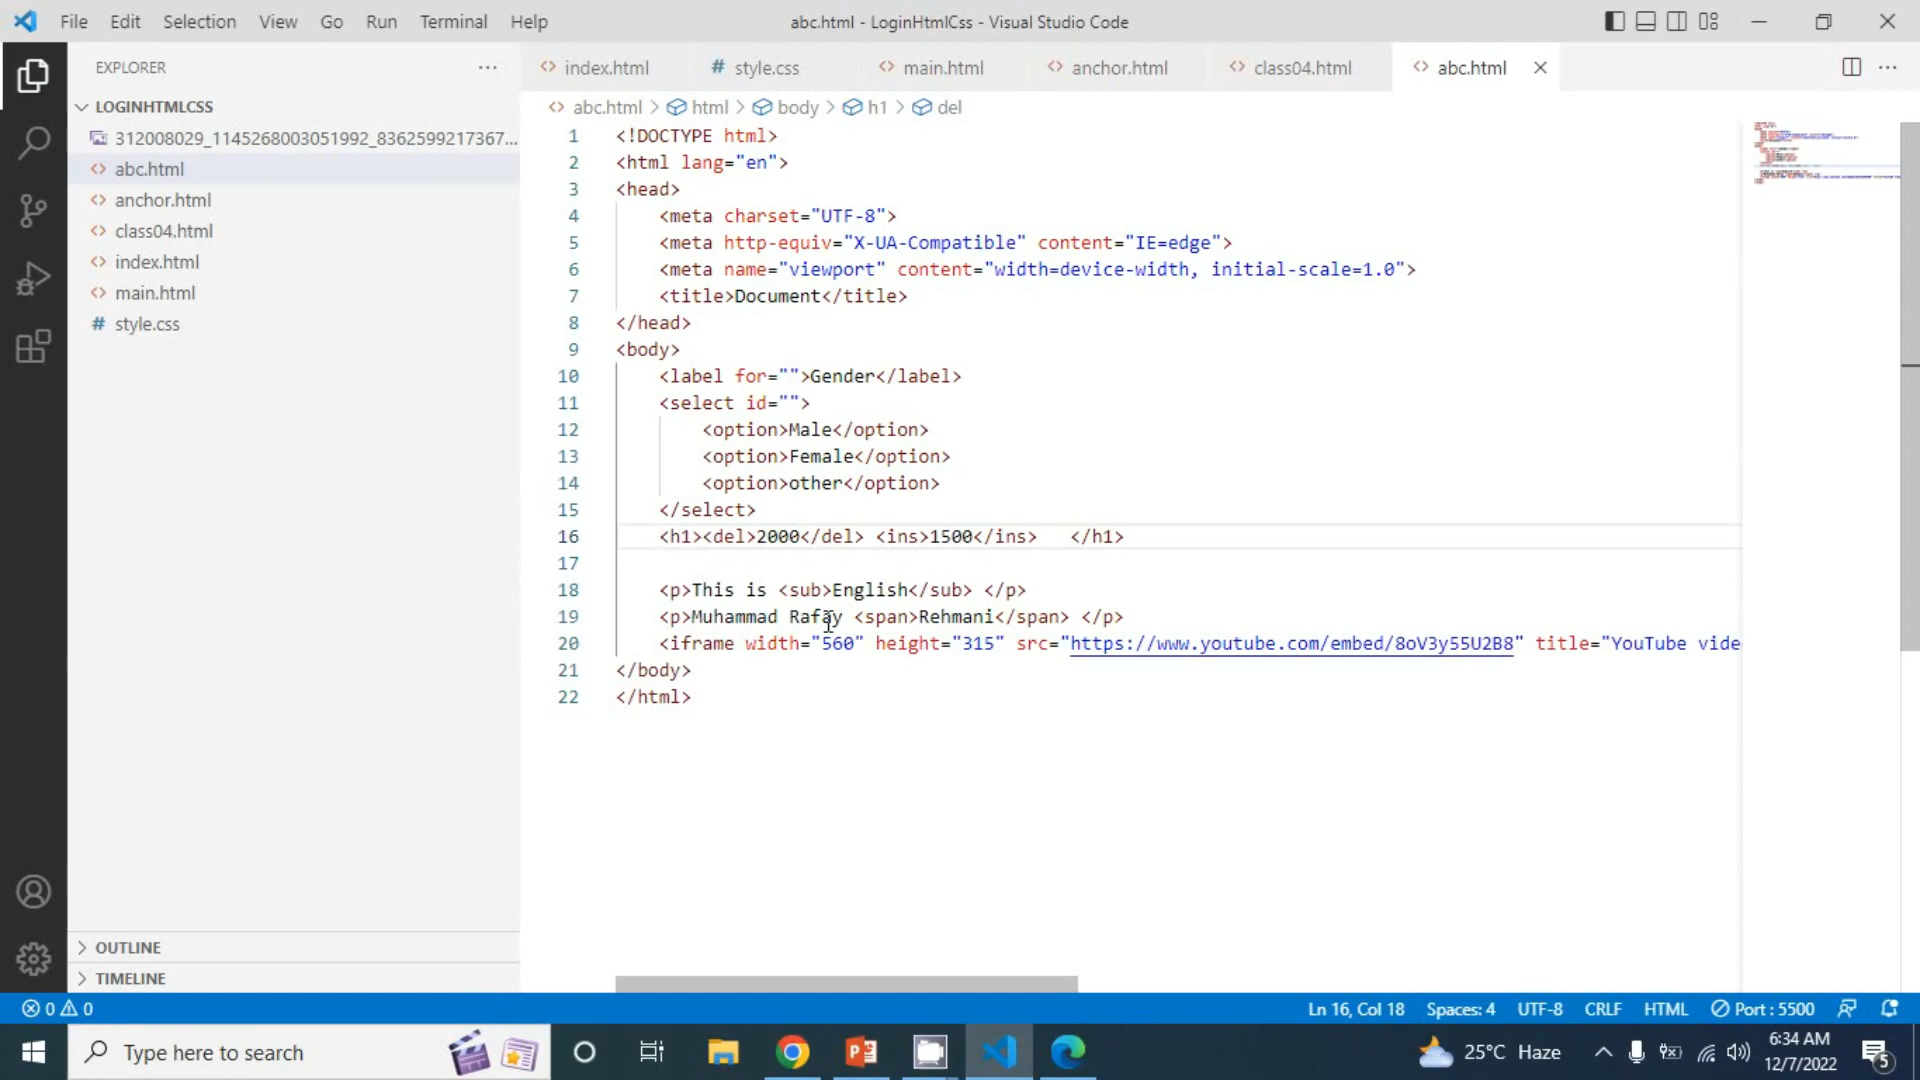 File Edit Selection View Go Run Terminal Help
abc.html - LoginHtmlCss - Visual Studio Code
EXPLORER
LOGINHTMLCSS
312008029_1145268003051992_8362599217367...
abc.html
anchor.html
class04.html
index.html
main.html
style.css
OUTLINE
TIMELINE
index.html # style.css main.html anchor.html class04.html abc.html
abc.html > html > body > h1 > del
1 <!DOCTYPE html>
2 <html lang="en">
3 <head>
4 <meta charset="UTF-8">
5 <meta http-equiv="X-UA-Compatible" content="IE=edge">
6 <meta name="viewport" content="width=device-width, initial-scale=1.0">
7 <title>Document</title>
8 </head>
9 <body>
10 <label for="">Gender</label>
11 <select id="">
12 <option>Male</option>
13 <option>Female</option>
14 <option>other</option>
15 </select>
16 <h1><del>2000</del> <ins>1500</ins>   </h1>
17
18 <p>This is <sub>English</sub> </p>
19 <p>Muhammad Rafay <span>Rehmani</span> </p>
20 <iframe width="560" height="315" src="https://www.youtube.com/embed/8oV3y55U2B8" title="YouTube vide
21 </body>
22 </html>
0 0 Ln 16, Col 18 Spaces: 4 UTF-8 CRLF HTML Port : 5500
Type here to search
25°C Haze
6:34 AM
12/7/2022
5